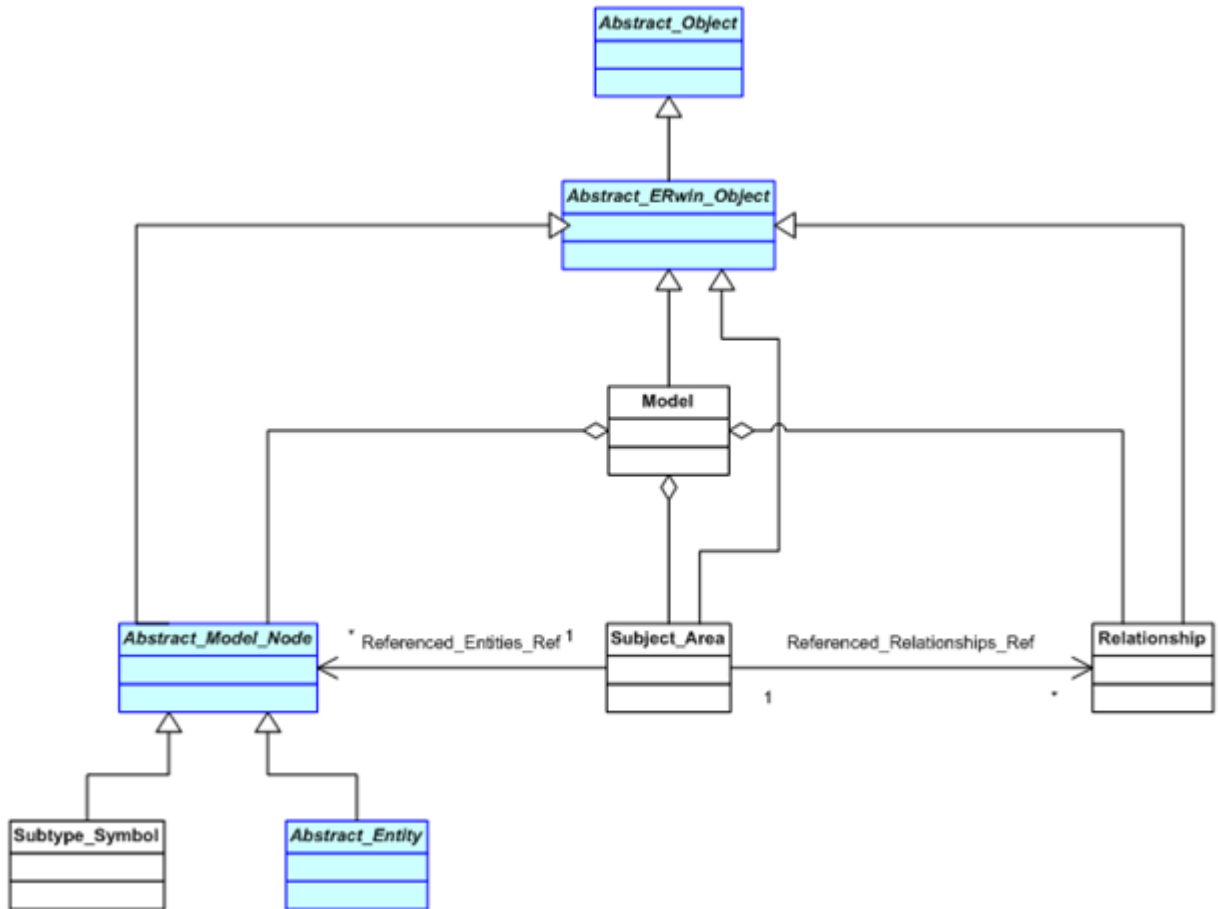 Abstract_Object
Abstract_ERwin_Object
Model
Abstract_Model_Node
* Referenced_Entities_Ref 1
Subject_Area
Referenced_Relationships_Ref
1
*
Relationship
Subtype_Symbol
Abstract_Entity